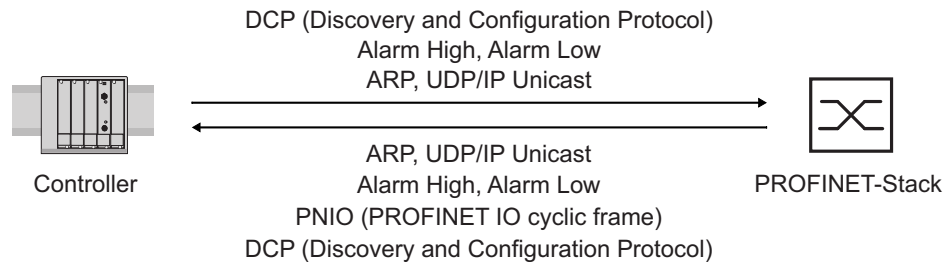 DCP (Discovery and Configuration Protocol)
Alarm High, Alarm Low
ARP, UDP/IP Unicast
ARP, UDP/IP Unicast
Controller
Alarm High, Alarm Low
PROFINET-Stack
PNIO (PROFINET IO cyclic frame)
DCP (Discovery and Configuration Protocol)